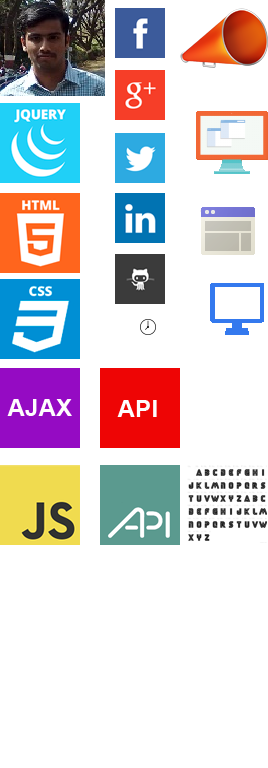 f
g+
JQUERY
in
HTML
5
CSS
3
AJAX
API
JS
API
ABCDEFGHI
JKLMNOPQRS
TUVWXYZABC
DEFGHIJKLM
NOPQRSTUVW
XYZ